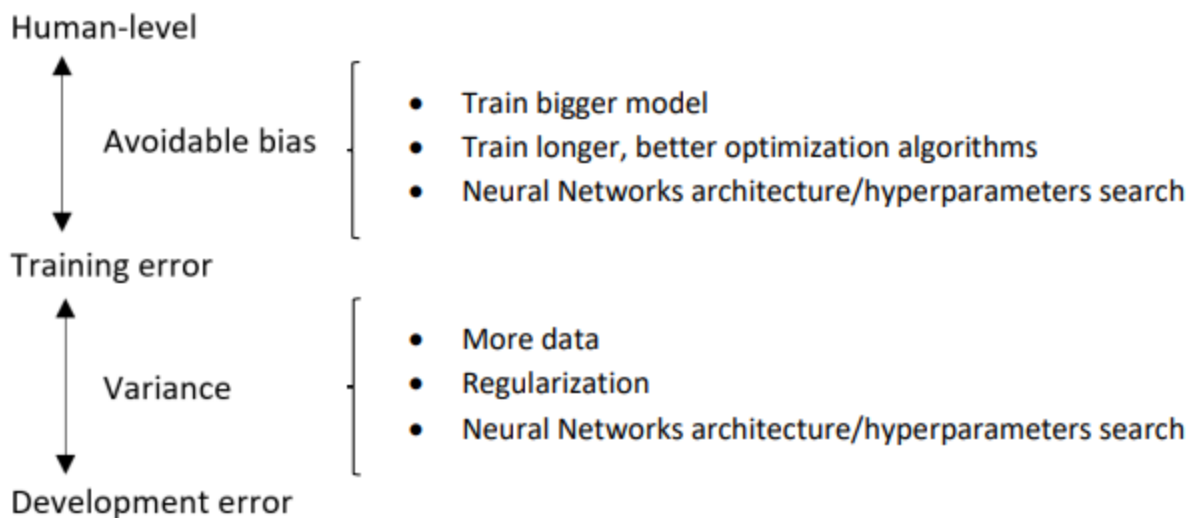 Human-level
Avoidable bias
• Train bigger model
• Train longer, better optimization algorithms
• Neural Networks architecture/hyperparameters search
Training error
Variance
• More data
• Regularization
• Neural Networks architecture/hyperparameters search
Development error